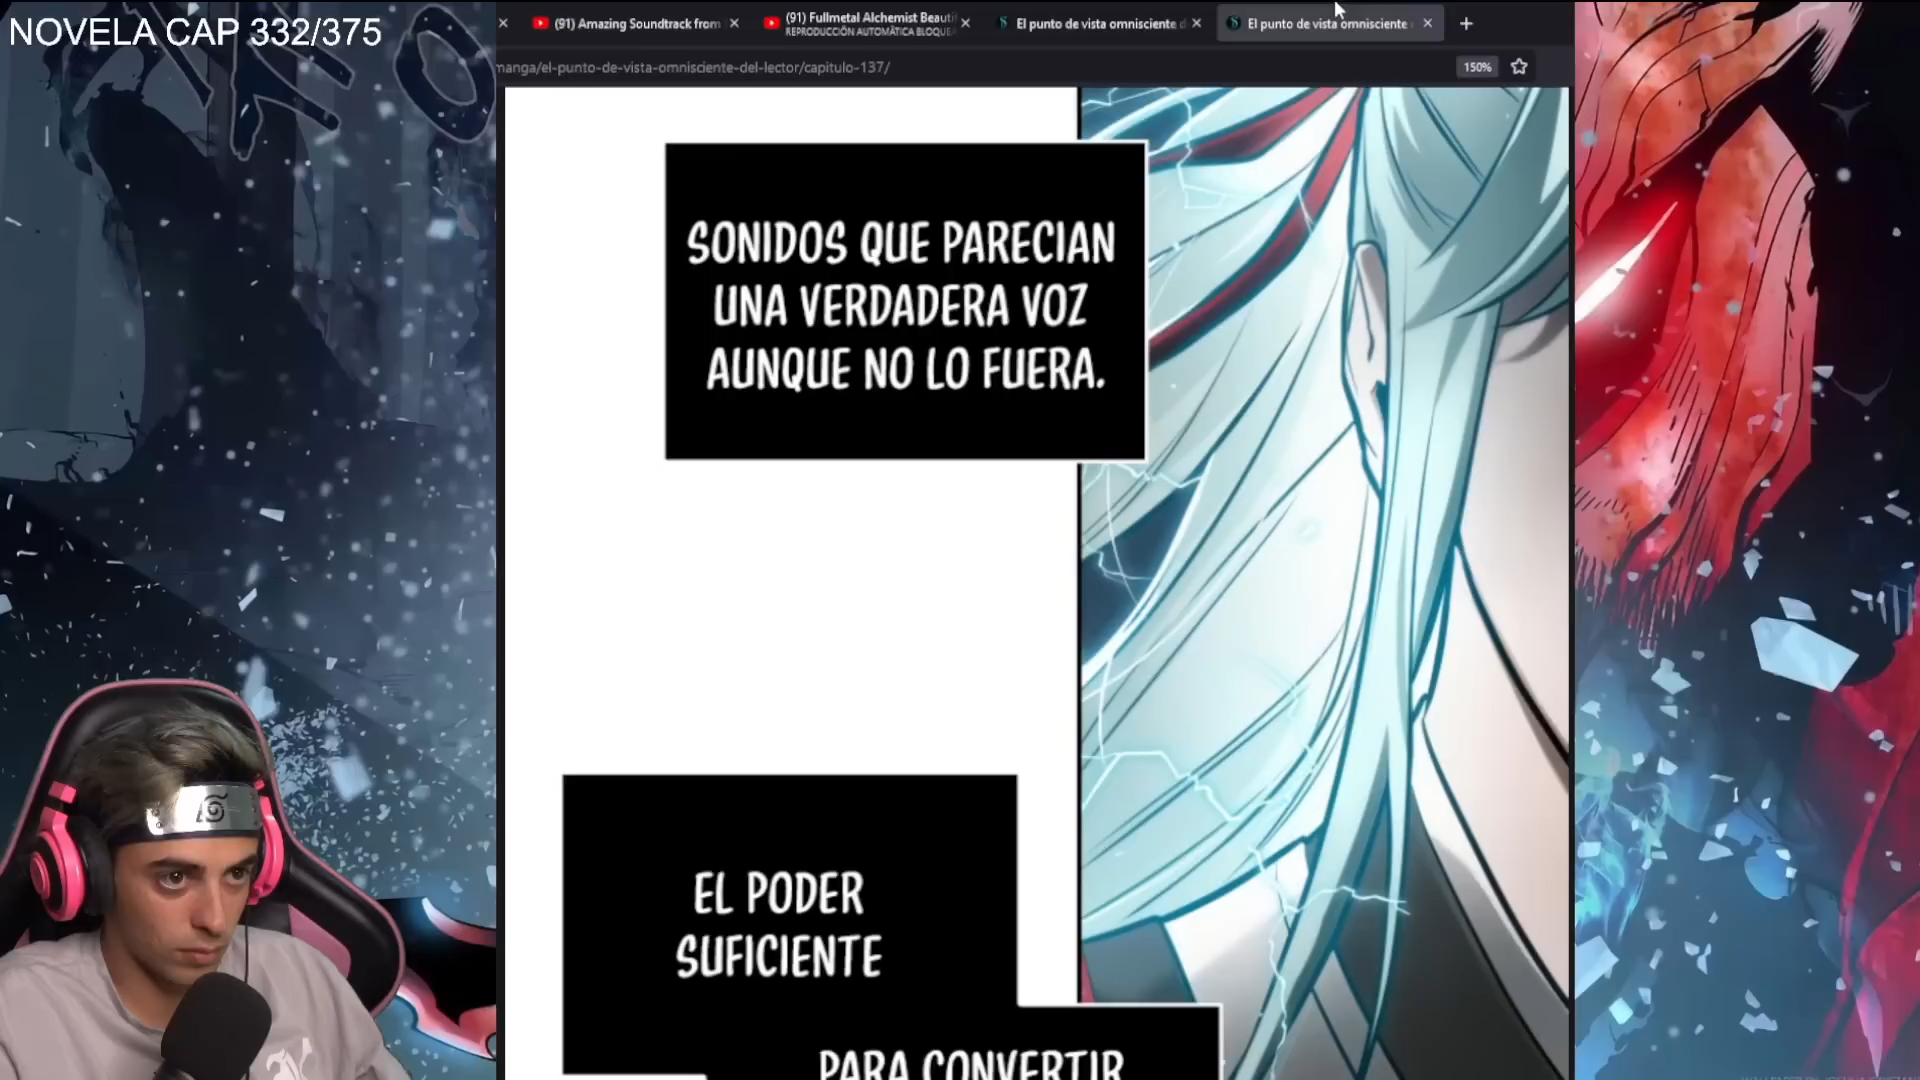 NOVELA CAP 332/375
(91) Amazing Soundtrack from
(91) Fullmetal Alchemist Beauti
REPRODUCCIÓN AUTOMÁTICA BLOQUEA
El punto de vista omnisciente d
El punto de vista omnisciente
manga/el-punto-de-vista-omnisciente-del-lector/capitulo-137/
150%
SONIDOS QUE PARECIAN
UNA VERDADERA VOZ
AUNQUE NO LO FUERA.
EL PODER
SUFICIENTE
PARA CONVERTIR